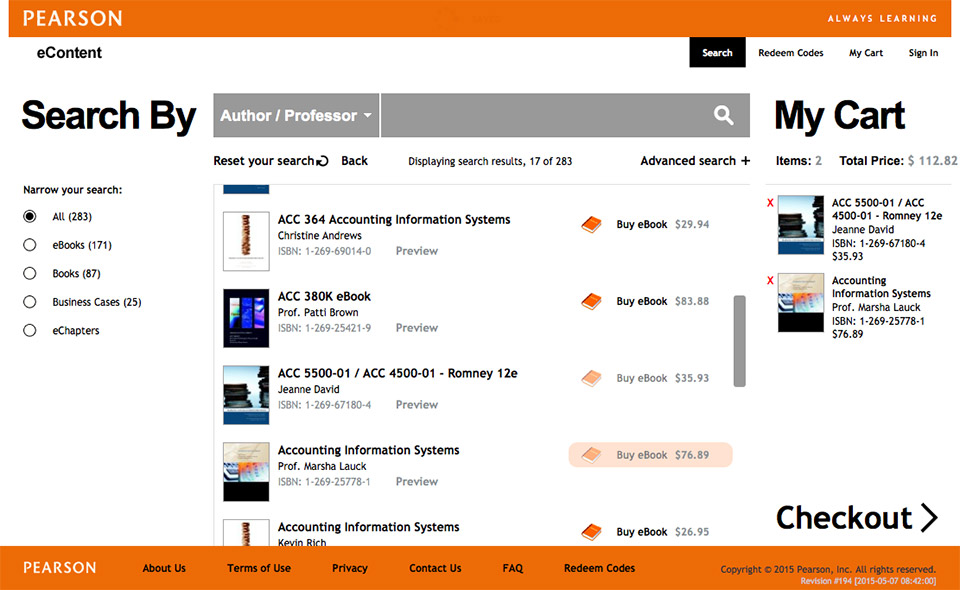 PEARSON
ALWAYS LEARNING
eContent
Search
Redeem Codes
My Cart
Sign In
Search By
Author / Professor
My Cart
Reset your search
Back
Displaying search results, 17 of 283
Advanced search +
Items: 2 Total Price: $ 112.82
Narrow your search:
All (283)
eBooks (171)
Books (87)
Business Cases (25)
eChapters
ACC 364 Accounting Information Systems
Christine Andrews
ISBN: 1-269-69014-0 Preview
Buy eBook $29.94
ACC 380K eBook
Prof. Patti Brown
ISBN: 1-269-25421-9 Preview
Buy eBook $83.88
ACC 5500-01 / ACC 4500-01 - Romney 12e
Jeanne David
ISBN: 1-269-67180-4 Preview
Buy eBook $35.93
Accounting Information Systems
Prof. Marsha Lauck
ISBN: 1-269-25778-1 Preview
Buy eBook $76.89
Accounting Information Systems
Kevin Rich
Buy eBook $26.95
X
ACC 5500-01 / ACC
4500-01 - Romney 12e
Jeanne David
ISBN: 1-269-67180-4
$35.93
X
Accounting
Information Systems
Prof. Marsha Lauck
ISBN: 1-269-25778-1
$76.89
Checkout
PEARSON
About Us
Terms of Use
Privacy
Contact Us
FAQ
Redeem Codes
Copyright © 2015 Pearson, Inc. All rights reserved.
Revision #194 [2015-05-07 08:42:00]